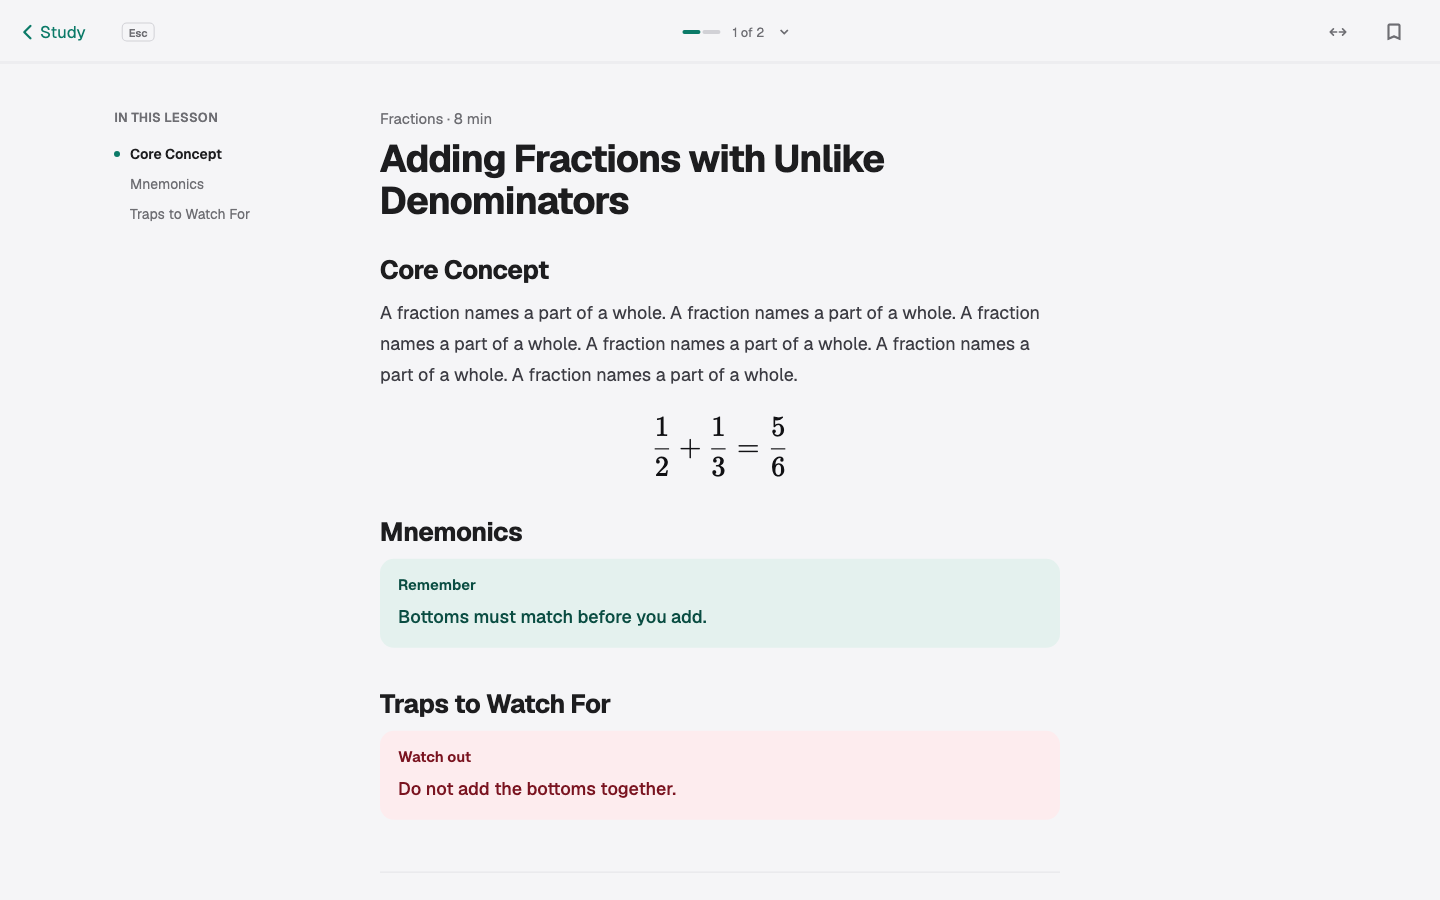 Study
Esc
1 of 2
IN THIS LESSON
Core Concept
Mnemonics
Traps to Watch For
Fractions · 8 min
Adding Fractions with Unlike
Denominators
Core Concept
A fraction names a part of a whole. A fraction names a part of a whole. A fraction
names a part of a whole. A fraction names a part of a whole. A fraction names a
part of a whole. A fraction names a part of a whole.
1/2 + 1/3 = 5/6
Mnemonics
Remember
Bottoms must match before you add.
Traps to Watch For
Watch out
Do not add the bottoms together.